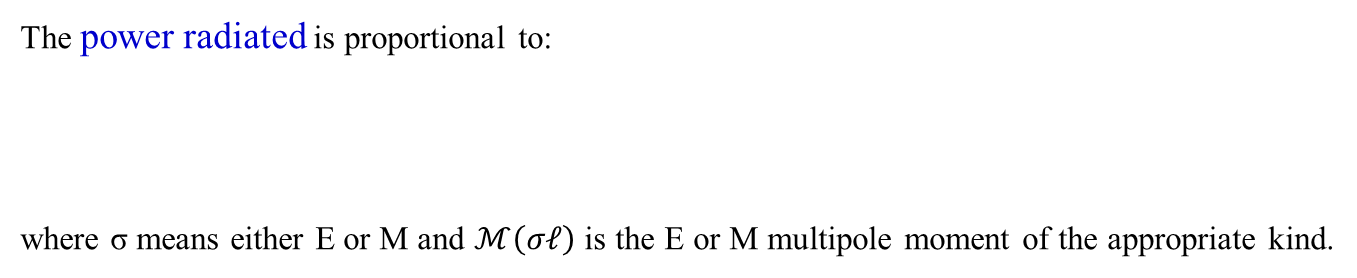 The power radiated is proportional to:
where σ means either E or M and ℳ(σℓ) is the E or M multipole moment of the appropriate kind.